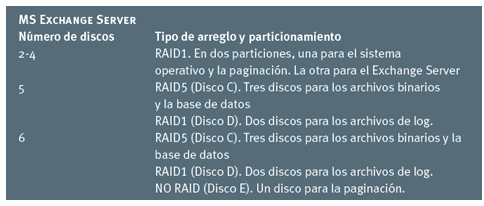 MS EXCHANGE SERVER
Número de discos Tipo de arreglo y particionamiento
2-4 RAID1. En dos particiones, una para el sistema
operativo y la paginación. La otra para el Exchange Server
5 RAID5 (Disco C). Tres discos para los archivos binarios
y la base de datos
RAID1 (Disco D). Dos discos para los archivos de log.
6 RAID5 (Disco C). Tres discos para los archivos binarios y la
base de datos
RAID1 (Disco D). Dos discos para los archivos de log.
NO RAID (Disco E). Un disco para la paginación.